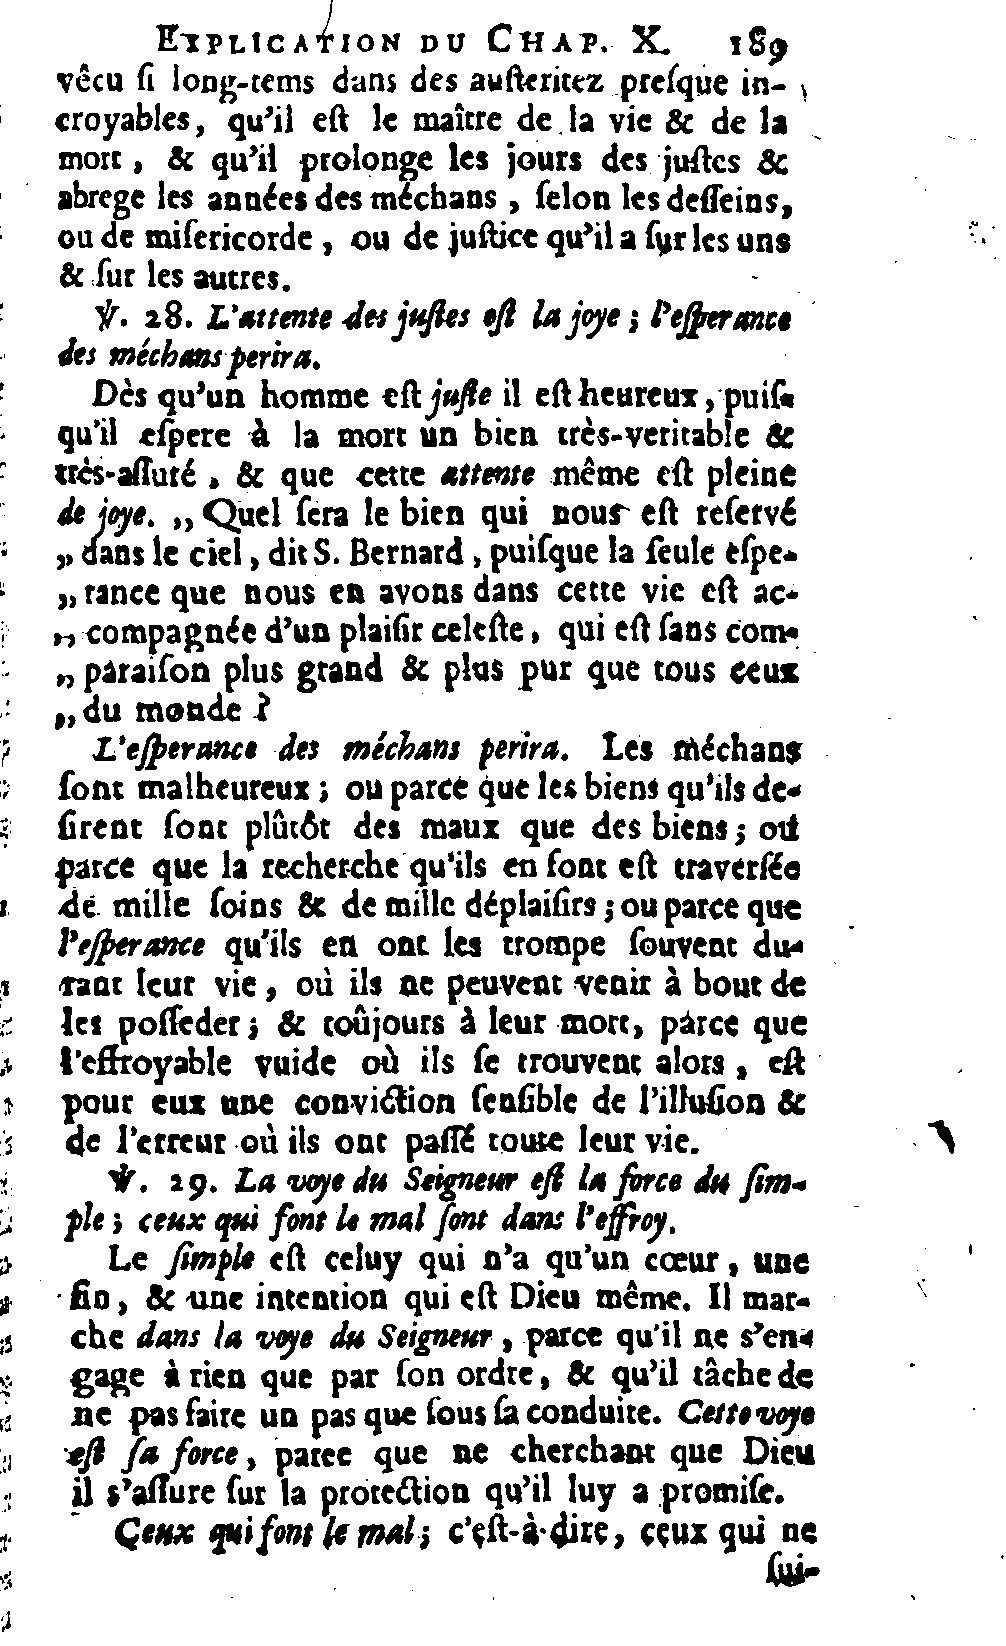 EXPLICATION DU CHAP. X. 189
vêcu ſi long-tems dans des auſteritez preſque in-
croyables, qu'il eſt le maître de la vie & de la
mort, & qu'il prolonge les jours des juſtes &
abrege les années des méchans, ſelon les deſſeins,
ou de miſericorde, ou de juſtice qu'il a ſur les uns
& ſur les autres.
℣. 28. L'attente des juſtes eſt la joye; l'eſperance
des méchans perira.
Dès qu'un homme eſt juſte il eſt heureux, puiſ-
qu'il eſpere à la mort un bien très-veritable &
très-aſſuré, & que cette attente même eſt pleine
de joye. ,, Quel ſera le bien qui nous eſt reſervé
,, dans le ciel, dit S. Bernard, puiſque la ſeule eſpe-
,, rance que nous en avons dans cette vie eſt ac-
,, compagnée d'un plaiſir celeſte, qui eſt ſans com-
,, paraiſon plus grand & plus pur que tous ceux
,, du monde?
L'eſperance des méchans perira. Les méchans
ſont malheureux; ou parce que les biens qu'ils de-
ſirent ſont plûtôt des maux que des biens; ou
parce que la recherche qu'ils en font eſt traverſée
de mille ſoins & de mille déplaiſirs; ou parce que
l'eſperance qu'ils en ont les trompe ſouvent du-
rant leur vie, où ils ne peuvent venir à bout de
les poſſeder; & toûjours à leur mort, parce que
l'effroyable vuide où ils ſe trouvent alors, eſt
pour eux une conviction ſenſible de l'illuſion &
de l'erreur où ils ont paſſé toute leur vie.
℣. 29. La voye du Seigneur eſt la force du ſim-
ple; ceux qui font le mal ſont dans l'effroy.
Le ſimple eſt celuy qui n'a qu'un cœur, une
fin, & une intention qui eſt Dieu même. Il mar-
che dans la voye du Seigneur, parce qu'il ne s'en-
gage à rien que par ſon ordre, & qu'il tâche de
ne pas faire un pas que ſous ſa conduite. Cette voye
eſt ſa force, parce que ne cherchant que Dieu
il s'aſſure ſur la protection qu'il luy a promiſe.
Ceux qui font le mal; c'eſt-à-dire, ceux qui ne
ſui-